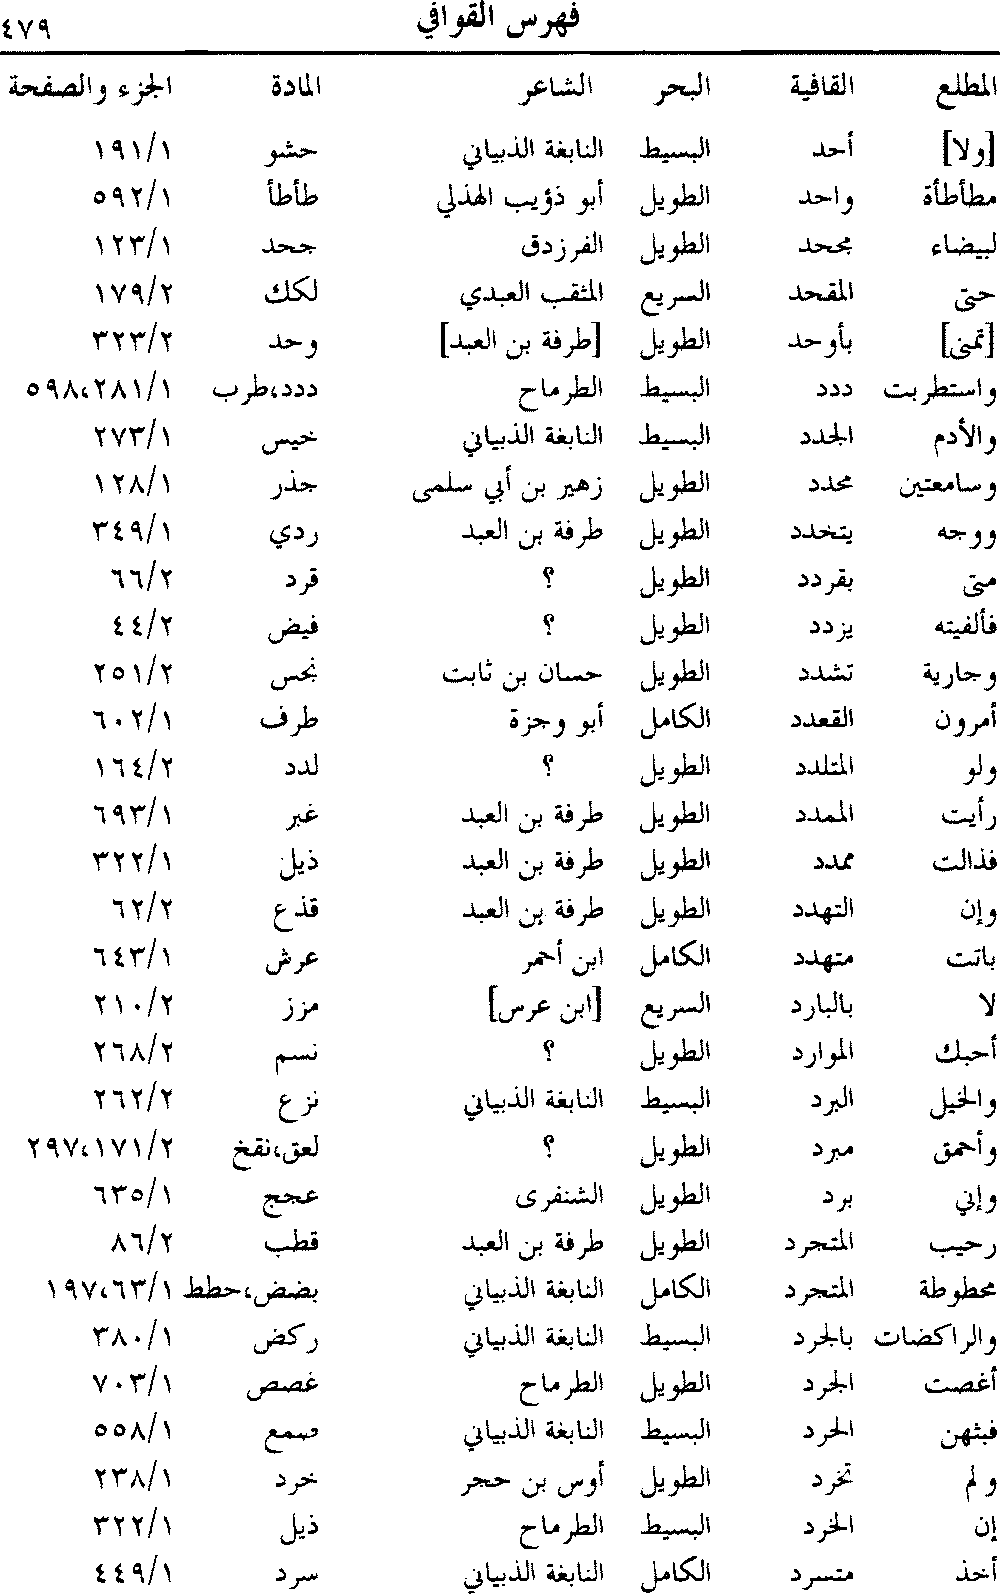 فهرس القوافي ٤٧٩
المطلع القافية البحر الشاعر المادة الجزء والصفحة
[ولا] أحد البسيط النابغة الذبياني حشو ١٩١/١
مطأطأة واحد الطويل أبو ذؤيب الهذلي طأطأ ٥٩٢/١
لبيضاء مجحد الطويل الفرزدق جحد ١٢٣/١
حتى المقحد السريع المثقب العبدي لكك ١٧٩/٢
[تمنى] بأوحد الطويل [طرفة بن العبد] وحد ٣٢٣/٢
واستطربت ددد البسيط الطرماح ددد،طرب ٥٩٨،٢٨١/١
والأدم الجدد البسيط النابغة الذبياني خيس ٢٧٣/١
وسامعتين محدد الطويل زهير بن أبي سلمى جذر ١٢٨/١
ووجه يتخدد الطويل طرفة بن العبد ردي ٣٤٩/١
متى بقردد الطويل ؟ قرد ٦٦/٢
فألفيته يزدد الطويل ؟ فيض ٤٤/٢
وجارية تشدد الطويل حسان بن ثابت نحس ٢٥١/٢
أمرون القعدد الكامل أبو وجزة طرف ٦٠٢/١
ولو المتلدد الطويل ؟ لدد ١٦٤/٢
رأيت الممدد الطويل طرفة بن العبد غبر ٦٩٣/١
فذالت ممدد الطويل طرفة بن العبد ذيل ٣٢٢/١
وإن التهدد الطويل طرفة بن العبد قذع ٦٢/٢
باتت متهدد الكامل ابن أحمر عرش ٦٤٣/١
لا بالبارد السريع [ابن عرس] مزز ٢١٠/٢
أحبك الموارد الطويل ؟ نسم ٢٦٨/٢
والخيل البرد البسيط النابغة الذبياني نزع ٢٦٢/٢
وأحمق مبرد الطويل ؟ لعق،نقخ ٢٩٧،١٧١/٢
وإني برد الطويل الشنفرى عجج ٦٣٥/١
رحيب المتجرد الطويل طرفة بن العبد قطب ٨٦/٢
محطوطة المتجرد الكامل النابغة الذبياني بضض،حطط ١٩٧،٦٣/١
والراكضات بالجرد البسيط النابغة الذبياني ركض ٣٨٠/١
أغصت الجرد الطويل الطرماح غصص ٧٠٣/١
فبثهن الحرد البسيط النابغة الذبياني صمع ٥٥٨/١
ولم تخرد الطويل أوس بن حجر خرد ٢٣٨/١
إن الخرد البسيط الطرماح ذيل ٣٢٢/١
أخذ متسرد الكامل النابغة الذبياني سرد ٤٤٩/١